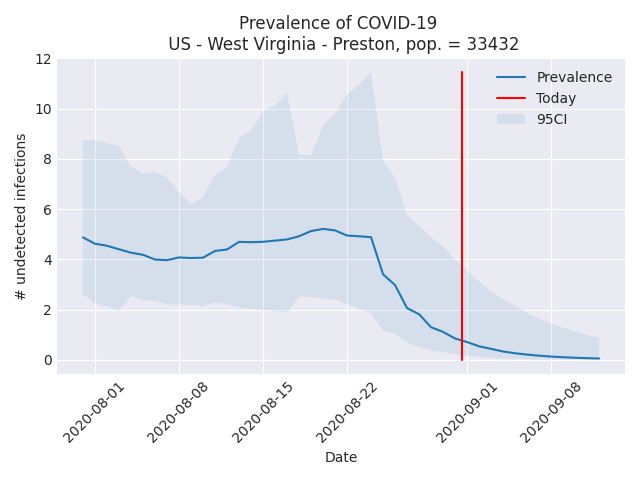 Prevalence of COVID-19
US - West Virginia - Preston, pop. = 33432
12
10
8
6
4
2
0
# undetected infections
Prevalence
Today
95CI
2020-08-01
2020-08-08
2020-08-15
2020-08-22
2020-09-01
2020-09-08
Date